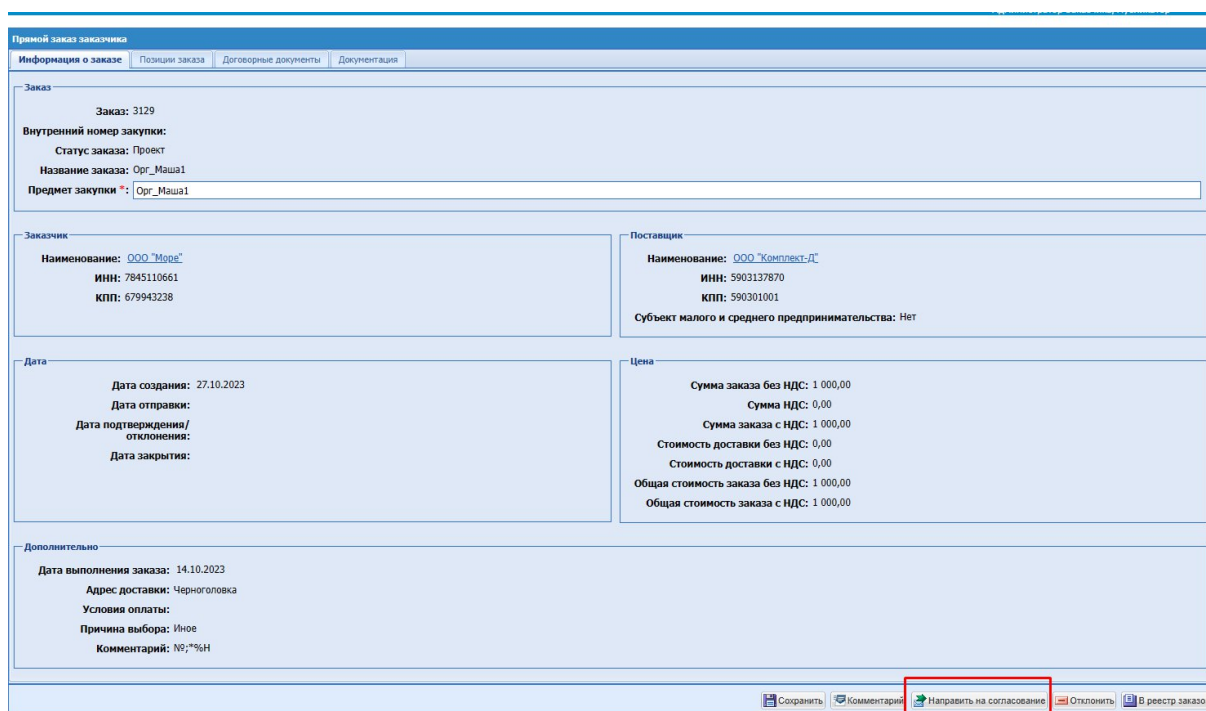 Прямой заказ заказчика
Информация о заказе Позиции заказа Договорные документы Документация
Заказ
Заказ: 3129
Внутренний номер закупки:
Статус заказа: Проект
Название заказа: Орг_Маша1
Предмет закупки *: Орг_Маша1
Заказчик
Наименование: ООО "Море"
ИНН: 7845110661
КПП: 679943238
Поставщик
Наименование: ООО "Комплект-Д"
ИНН: 5903137870
КПП: 590301001
Субъект малого и среднего предпринимательства: Нет
Дата
Дата создания: 27.10.2023
Дата отправки:
Дата подтверждения/
отклонения:
Дата закрытия:
Цена
Сумма заказа без НДС: 1 000,00
Сумма НДС: 0,00
Сумма заказа с НДС: 1 000,00
Стоимость доставки без НДС: 0,00
Стоимость доставки с НДС: 0,00
Общая стоимость заказа без НДС: 1 000,00
Общая стоимость заказа с НДС: 1 000,00
Дополнительно
Дата выполнения заказа: 14.10.2023
Адрес доставки: Черноголовка
Условия оплаты:
Причина выбора: Иное
Комментарий: №;*%Н
Сохранить Комментарий Направить на согласование Отклонить В реестр заказо